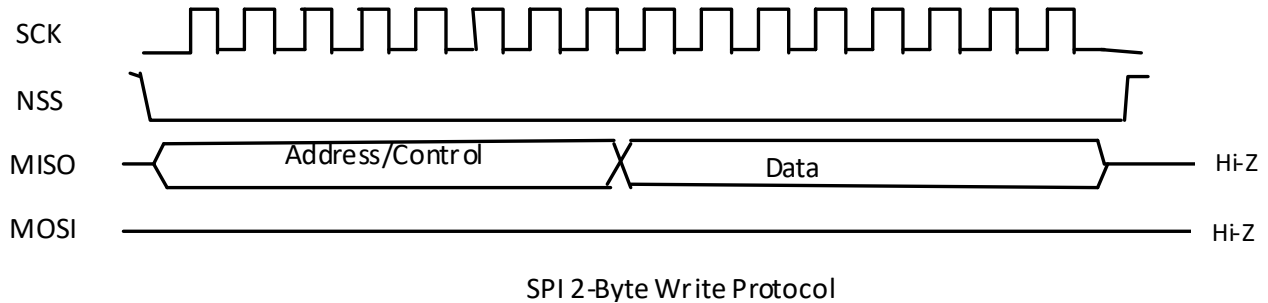 SCK
NSS
MISO Address/Control Data Hi-Z
MOSI Hi-Z
SPI 2-Byte Write Protocol